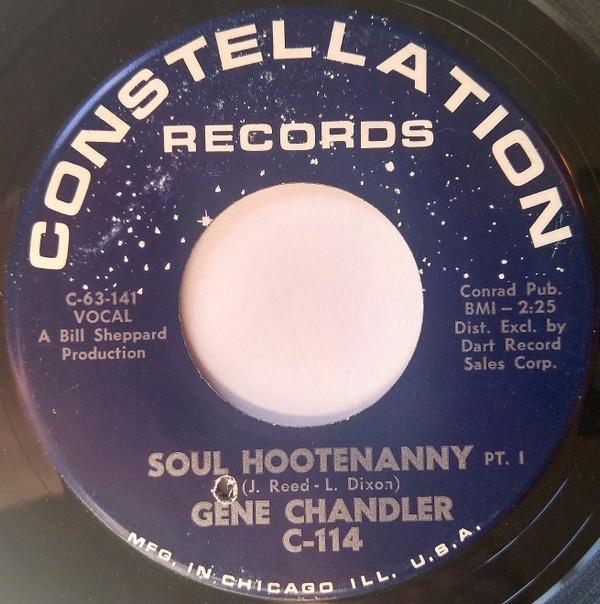 CONSTELLATION
RECORDS
C-63-141
VOCAL
A Bill Sheppard
Production
Conrad Pub.
BMI - 2:25
Dist. Excl. by
Dart Record
Sales Corp.
SOUL HOOTENANNY PT. I
(J. Reed - L. Dixon)
GENE CHANDLER
C-114
MFG. IN CHICAGO ILL. U.S.A.